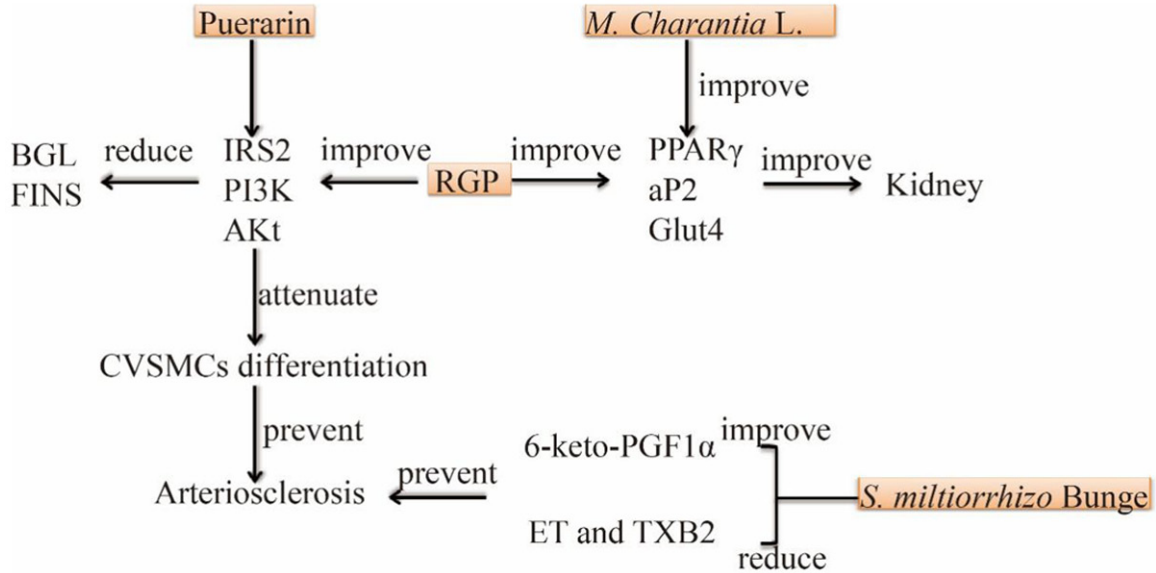 Puerarin
M. Charantia L.
improve
BGL
FINS
reduce
IRS2
PI3K
AKt
improve
RGP
improve
PPARγ
aP2
Glut4
improve
Kidney
attenuate
CVSMCs differentiation
prevent
Arteriosclerosis
prevent
6-keto-PGF1α
improve
ET and TXB2
reduce
S. miltiorrhizo Bunge